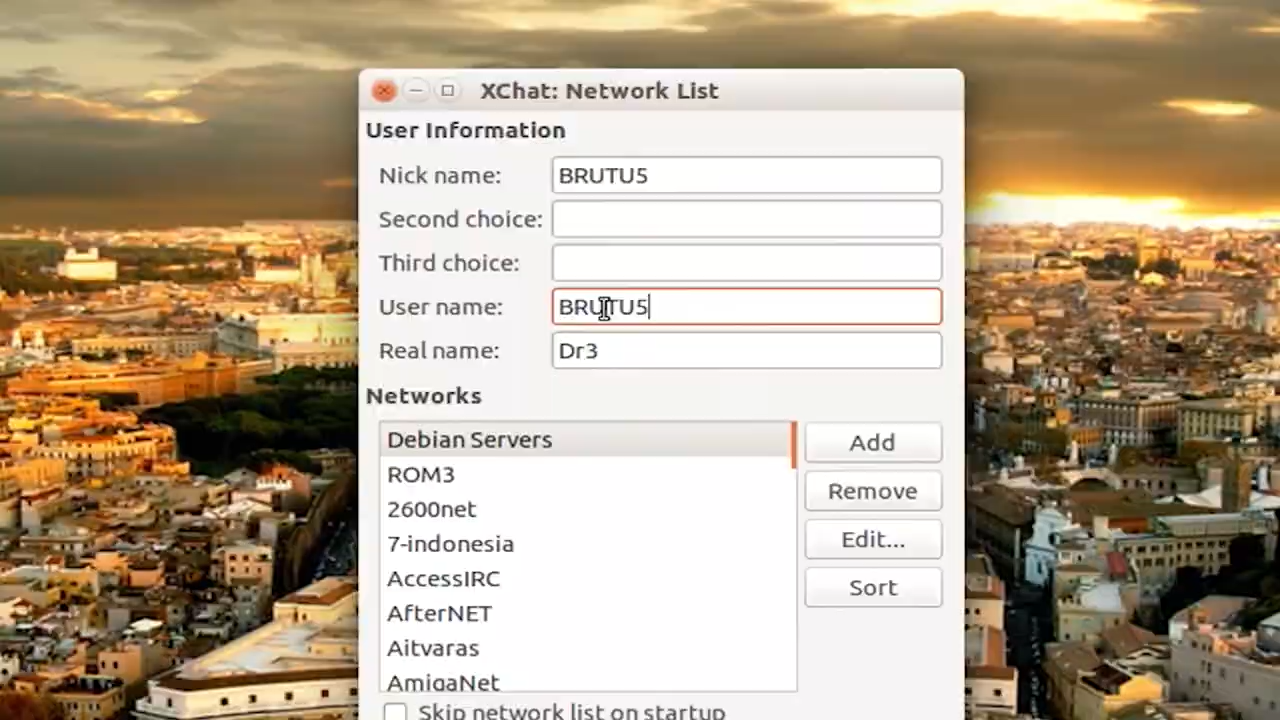 XChat: Network List
User Information
Nick name: BRUTU5
Second choice:
Third choice:
User name: BRUTU5
Real name: Dr3
Networks
Debian Servers
ROM3
2600net
7-indonesia
AccessIRC
AfterNET
Aitvaras
AmigaNet
Add
Remove
Edit...
Sort
Skip network list on startup